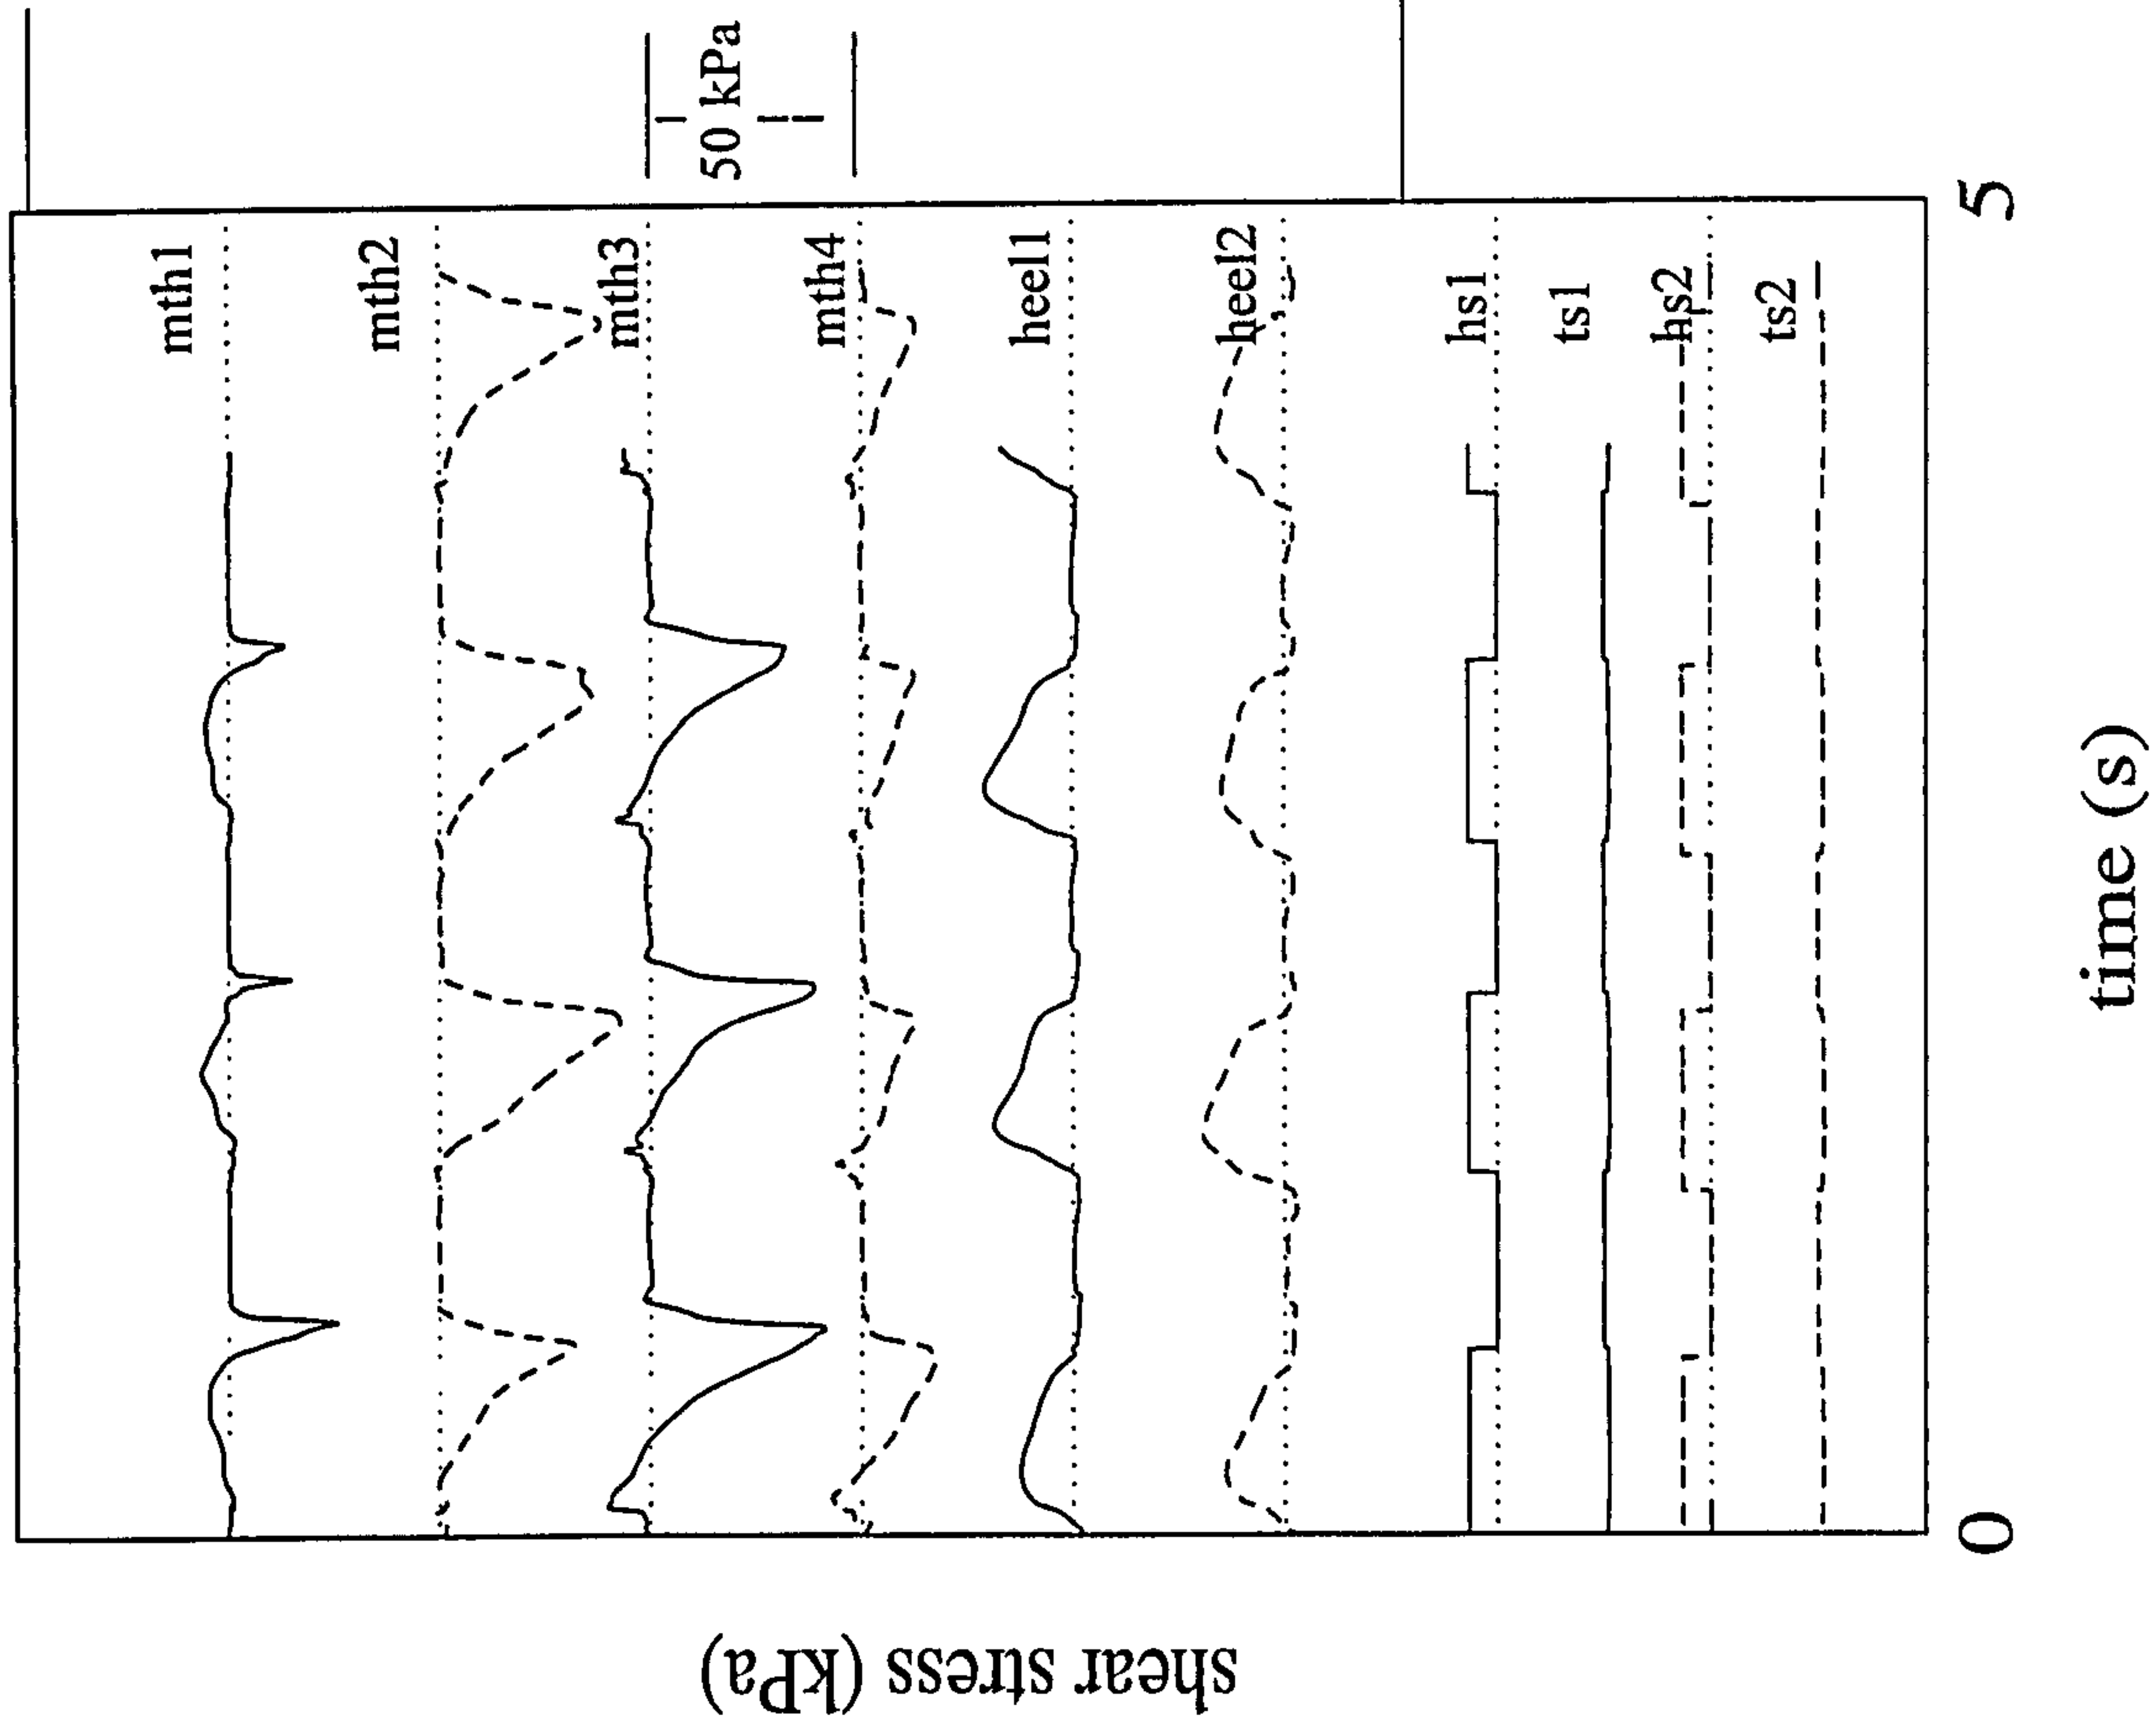 shear stress (kPa)
mth1
mth2
mth3
mth4
heel1
heel2
hs1
ts1
hs2
ts2
50 kPa
0
5
time (s)